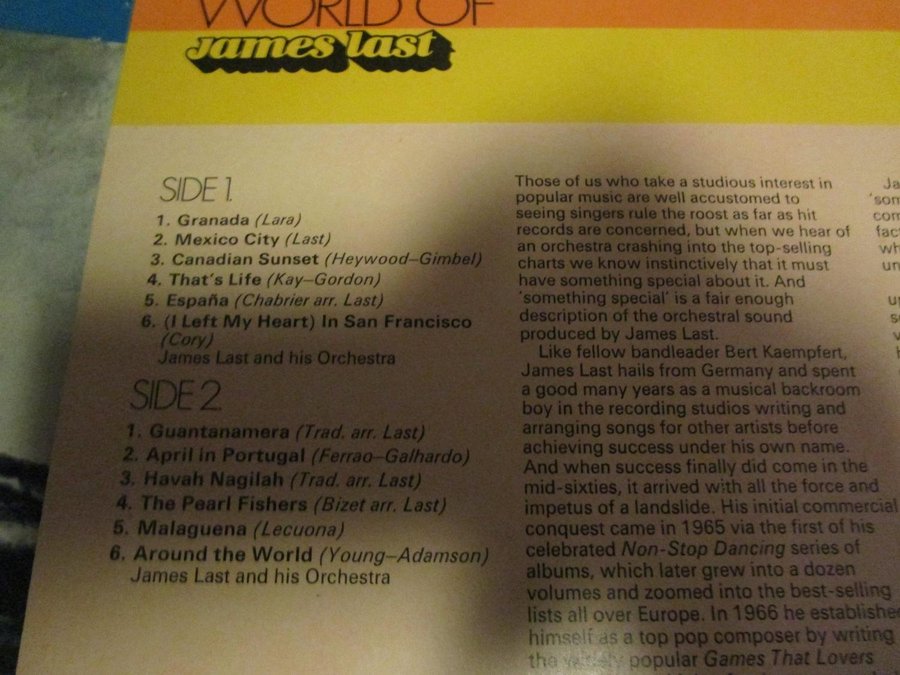 WORLD OF
James last
SIDE 1.
1. Granada (Lara)
2. Mexico City (Last)
3. Canadian Sunset (Heywood–Gimbel)
4. That's Life (Kay–Gordon)
5. España (Chabrier arr. Last)
6. (I Left My Heart) In San Francisco
(Cory)
James Last and his Orchestra
SIDE 2.
1. Guantanamera (Trad. arr. Last)
2. April in Portugal (Ferrao–Galhardo)
3. Havah Nagilah (Trad. arr. Last)
4. The Pearl Fishers (Bizet arr. Last)
5. Malaguena (Lecuona)
6. Around the World (Young–Adamson)
James Last and his Orchestra
Those of us who take a studious interest in
popular music are well accustomed to
seeing singers rule the roost as far as hit
records are concerned, but when we hear of
an orchestra crashing into the top-selling
charts we know instinctively that it must
have something special about it. And
'something special' is a fair enough
description of the orchestral sound
produced by James Last.
Like fellow bandleader Bert Kaempfert,
James Last hails from Germany and spent
a good many years as a musical backroom
boy in the recording studios writing and
arranging songs for other artists before
achieving success under his own name.
And when success finally did come in the
mid-sixties, it arrived with all the force and
impetus of a landslide. His initial commercial
conquest came in 1965 via the first of his
celebrated Non-Stop Dancing series of
albums, which later grew into a dozen
volumes and zoomed into the best-selling
lists all over Europe. In 1966 he establishe
himself as a top pop composer by writing
the widely popular Games That Lovers